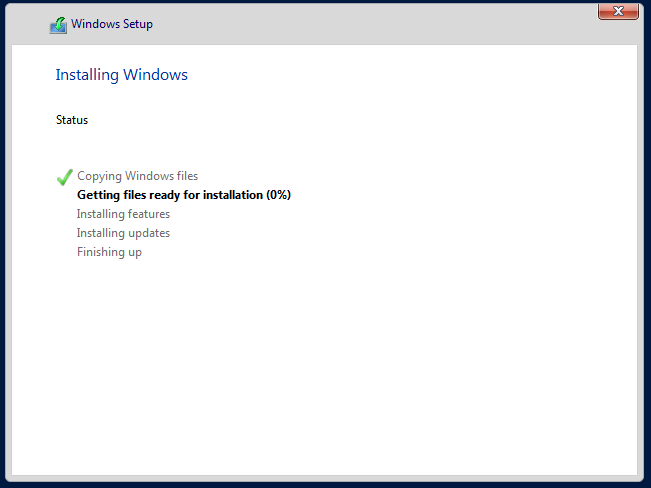 Windows Setup
Installing Windows
Status
Copying Windows files
Getting files ready for installation (0%)
Installing features
Installing updates
Finishing up